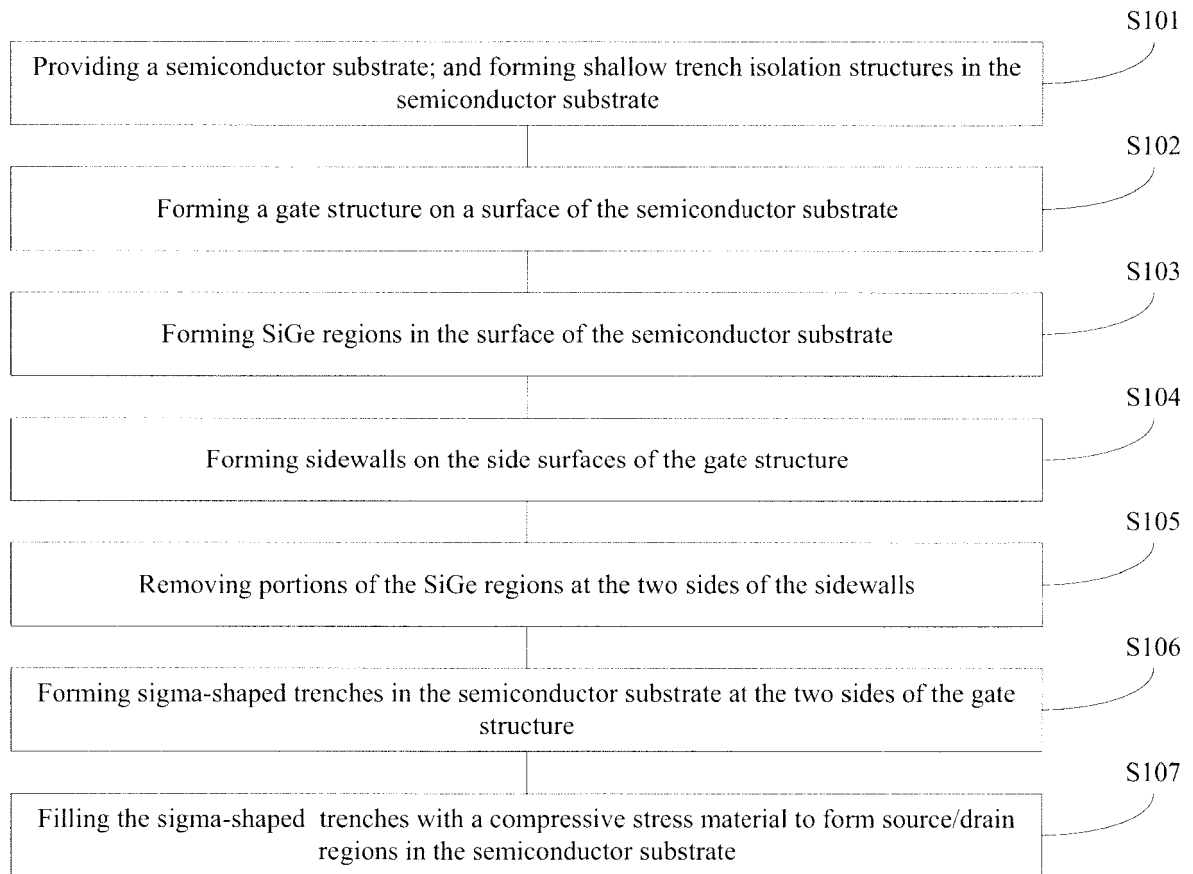 S101
Providing a semiconductor substrate; and forming shallow trench isolation structures in the
semiconductor substrate
S102
Forming a gate structure on a surface of the semiconductor substrate
S103
Forming SiGe regions in the surface of the semiconductor substrate
S104
Forming sidewalls on the side surfaces of the gate structure
S105
Removing portions of the SiGe regions at the two sides of the sidewalls
S106
Forming sigma-shaped trenches in the semiconductor substrate at the two sides of the gate
structure
S107
Filling the sigma-shaped trenches with a compressive stress material to form source/drain
regions in the semiconductor substrate